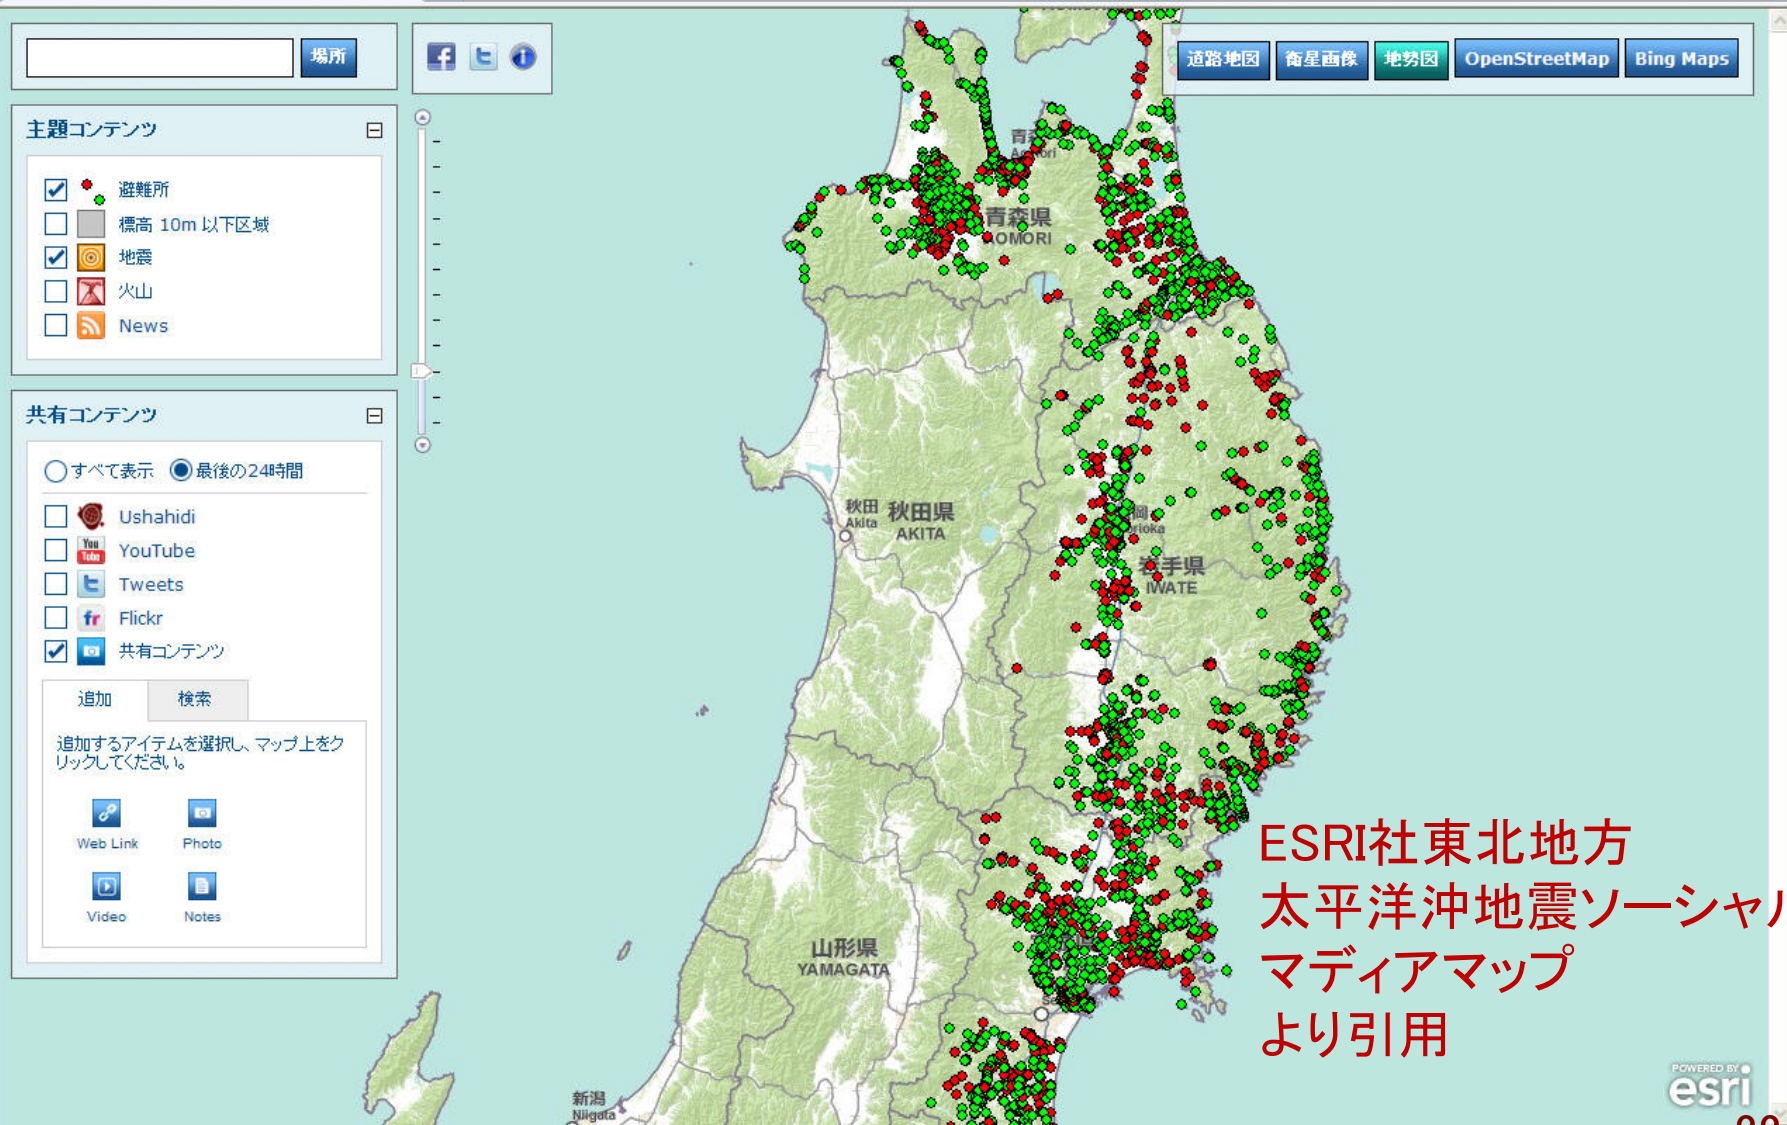 場所
道路地図
衛星画像
地勢図
OpenStreetMap
Bing Maps
主題コンテンツ
避難所
標高 10m 以下区域
地震
火山
News
共有コンテンツ
すべて表示
最後の24時間
Ushahidi
YouTube
Tweets
Flickr
共有コンテンツ
追加
検索
追加するアイテムを選択し、マップ上をク
リックしてください。
Web Link
Photo
Video
Notes
青森県
AOMORI
秋田
Akita
秋田県
AKITA
岩手県
IWATE
山形県
YAMAGATA
新潟
Niigata
ESRI社東北地方
太平洋沖地震ソーシャル
マディアマップ
より引用
POWERED BY
esri